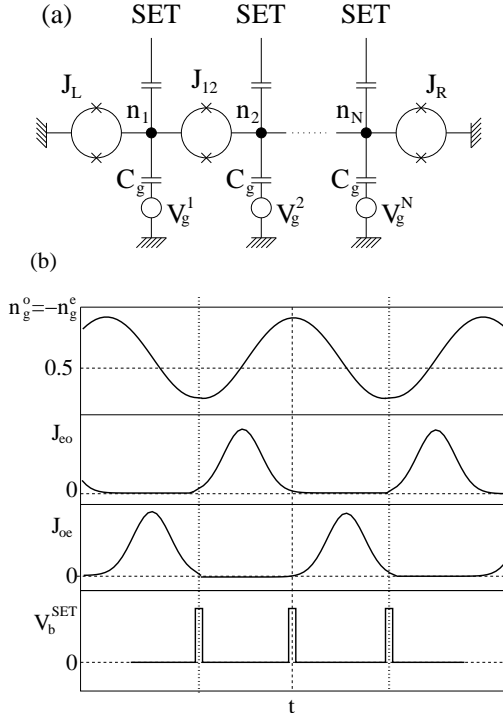 (a)
SET SET SET
J_L J_12 J_R
n_1 n_2 n_N
C_g C_g C_g
V_g^1 V_g^2 V_g^N
(b)
n_g^o=-n_g^e
0.5
J_eo
0
J_oe
0
V_b^SET
0
t